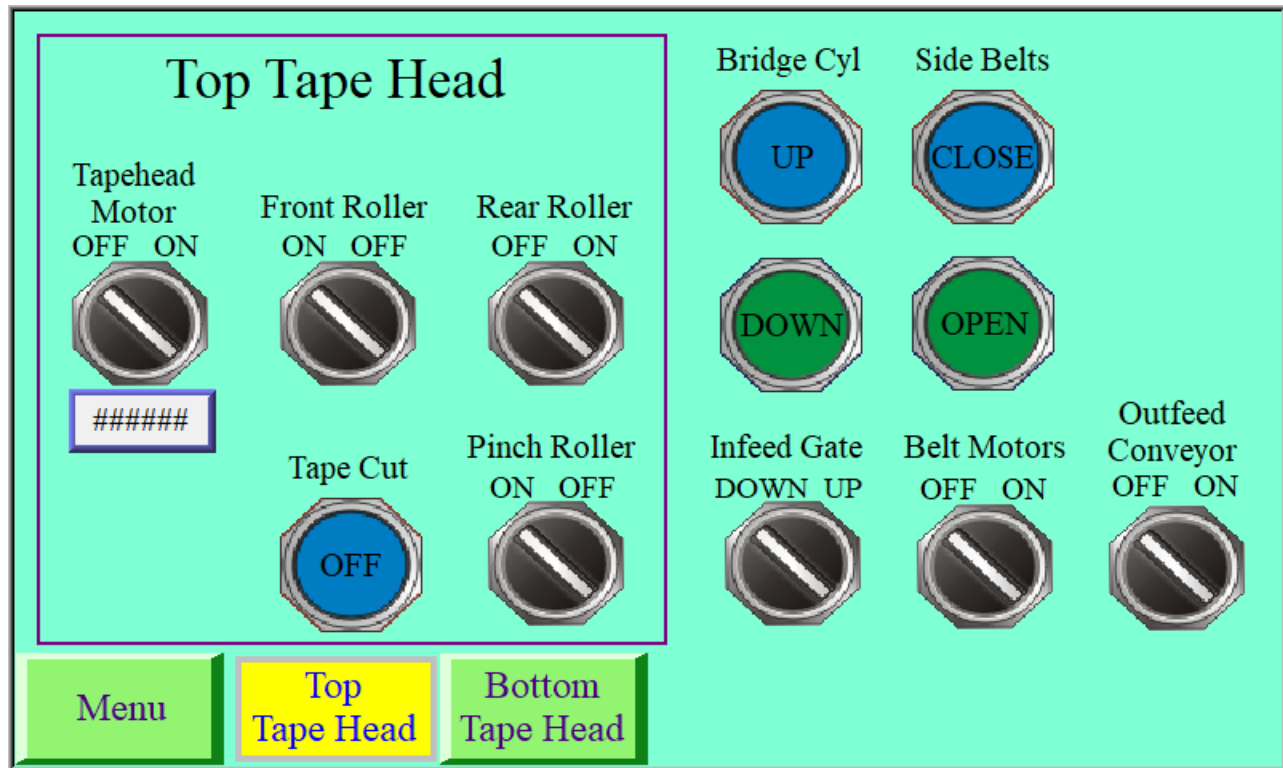 Top Tape Head
Tapehead
Motor
OFF ON
Front Roller
ON OFF
Rear Roller
OFF ON
######
Tape Cut
OFF
Pinch Roller
ON OFF
Bridge Cyl
UP
DOWN
Side Belts
CLOSE
OPEN
Infeed Gate
DOWN UP
Belt Motors
OFF ON
Outfeed
Conveyor
OFF ON
Menu
Top
Tape Head
Bottom
Tape Head